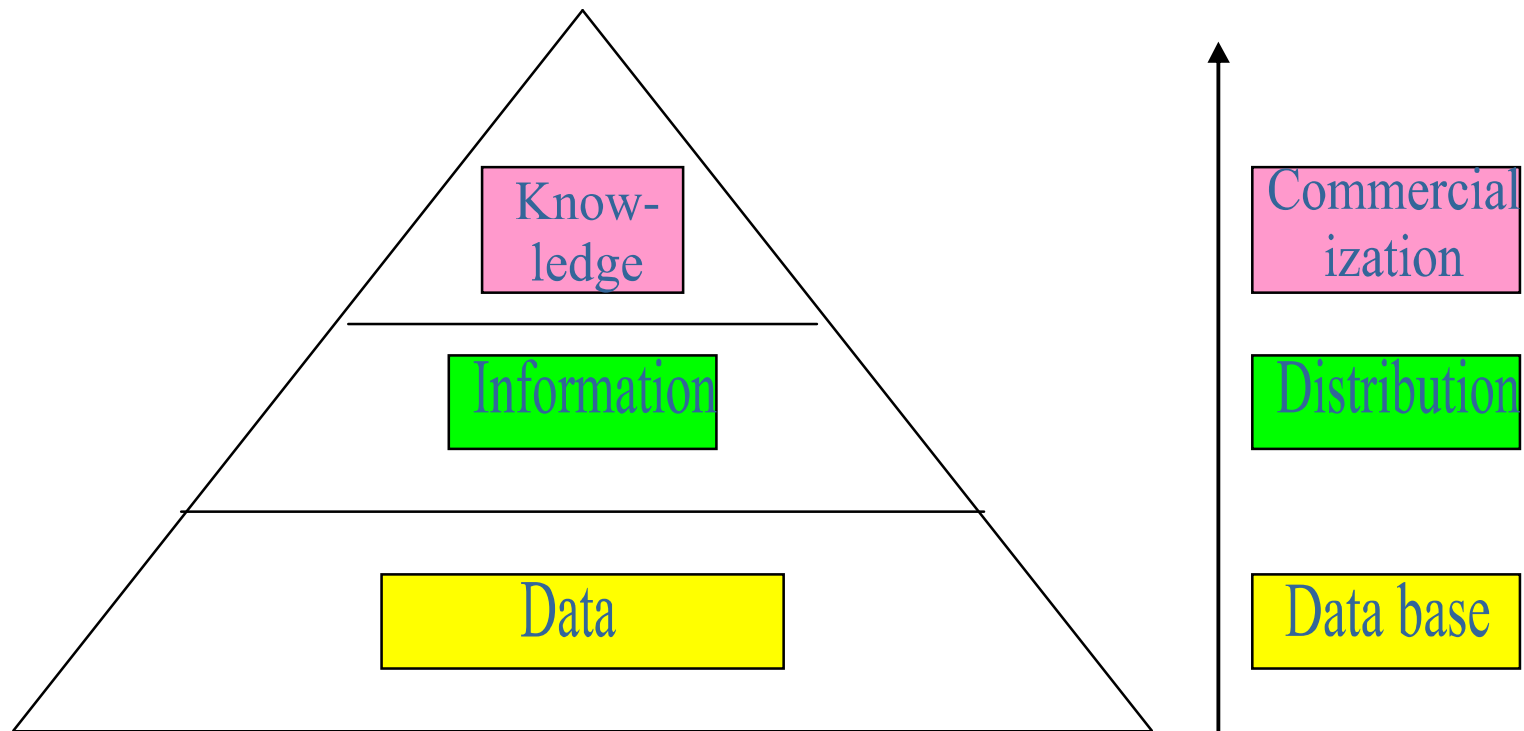 Know-
ledge
Commercial
ization
Information
Distribution
Data
Data base